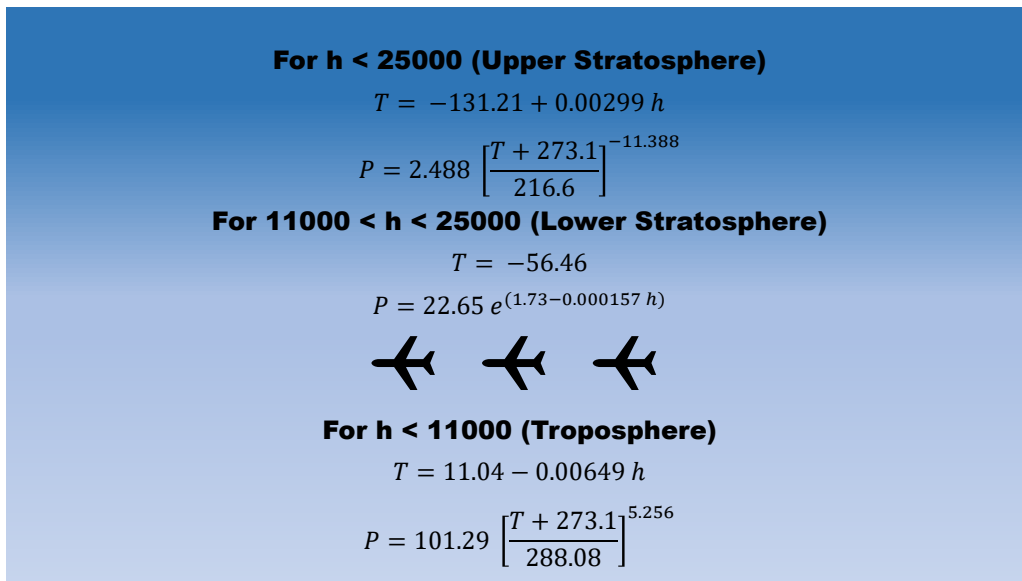 For h < 25000 (Upper Stratosphere)
T = −131.21 + 0.00299 h
P = 2.488 [(T + 273.1)/216.6]^−11.388
For 11000 < h < 25000 (Lower Stratosphere)
T = −56.46
P = 22.65 e^(1.73−0.000157 h)
For h < 11000 (Troposphere)
T = 11.04 − 0.00649 h
P = 101.29 [(T + 273.1)/288.08]^5.256